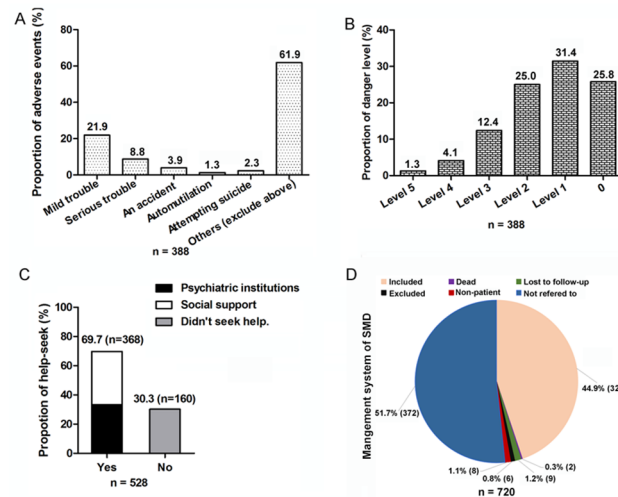 A
Proportion of adverse events (%)
80
60
40
20
0
21.9
8.8
3.9
1.3
2.3
61.9
Mild trouble
Serious trouble
An accident
Automutilation
Attempting suicide
Others (exclude above)
n = 388
B
Proportion of danger level (%)
40
30
20
10
0
1.3
4.1
12.4
25.0
31.4
25.8
Level 5
Level 4
Level 3
Level 2
Level 1
0
n = 388
C
Psychiatric institutions
Social support
Didn't seek help.
Propotion of help-seek (%)
100
80
60
40
20
0
69.7 (n=368)
30.3 (n=160)
Yes
No
n = 528
D
Included
Dead
Lost to follow-up
Excluded
Non-patient
Not refered to
Mangement system of SMD
51.7% (372)
44.9% (32
1.1% (8)
0.8% (6)
1.2% (9)
0.3% (2)
n = 720